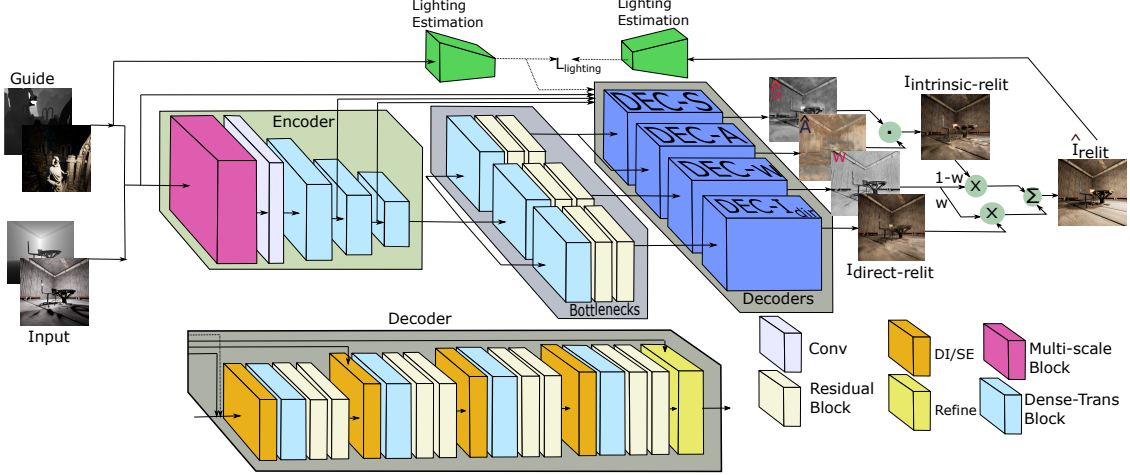 Lighting
Estimation
Lighting
Estimation
Guide
L_lighting
Encoder
DEC-S
DEC-A
DEC-w
DEC-I_dir
Ŝ
Â
w
I_intrinsic-relit
Î_relit
1-w
w
X
X
Σ
I_direct-relit
Input
Bottlenecks
Decoders
Decoder
Conv
DI/SE
Multi-scale
Block
Residual
Block
Refine
Dense-Trans
Block